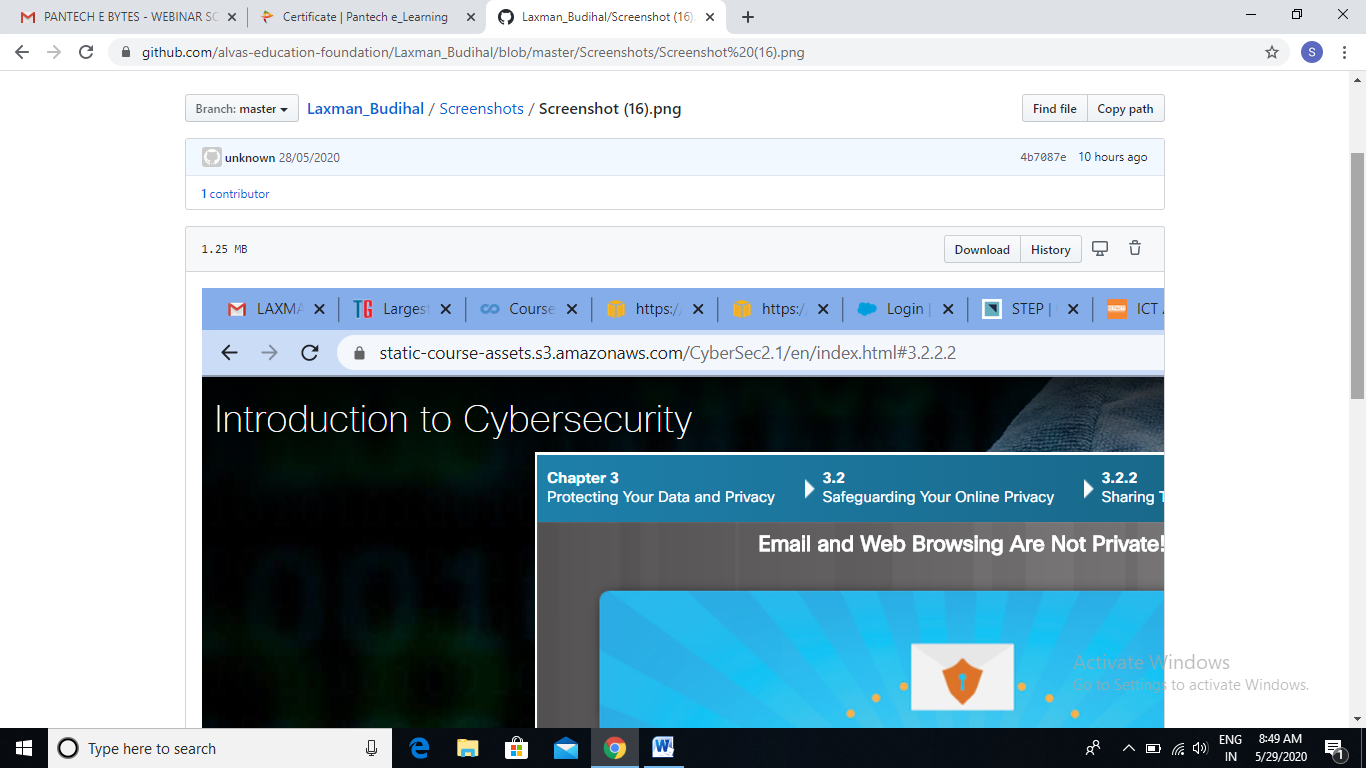 PANTECH E BYTES - WEBINAR SC
Certificate | Pantech e_Learning
Laxman_Budihal/Screenshot (16).
github.com/alvas-education-foundation/Laxman_Budihal/blob/master/Screenshots/Screenshot%20(16).png
S
Branch: master
Laxman_Budihal / Screenshots / Screenshot (16).png
Find file
Copy path
unknown 28/05/2020
4b7087e 10 hours ago
1 contributor
1.25 MB
Download
History
LAXMA
TG Larges
Course
https:/
https:/
Login |
STEP |
ICT
static-course-assets.s3.amazonaws.com/CyberSec2.1/en/index.html#3.2.2.2
Introduction to Cybersecurity
Chapter 3
Protecting Your Data and Privacy
3.2
Safeguarding Your Online Privacy
3.2.2
Sharing T
Email and Web Browsing Are Not Private!
Activate Windows
Go to Settings to activate Windows.
Type here to search
ENG
IN
8:49 AM
5/29/2020
1